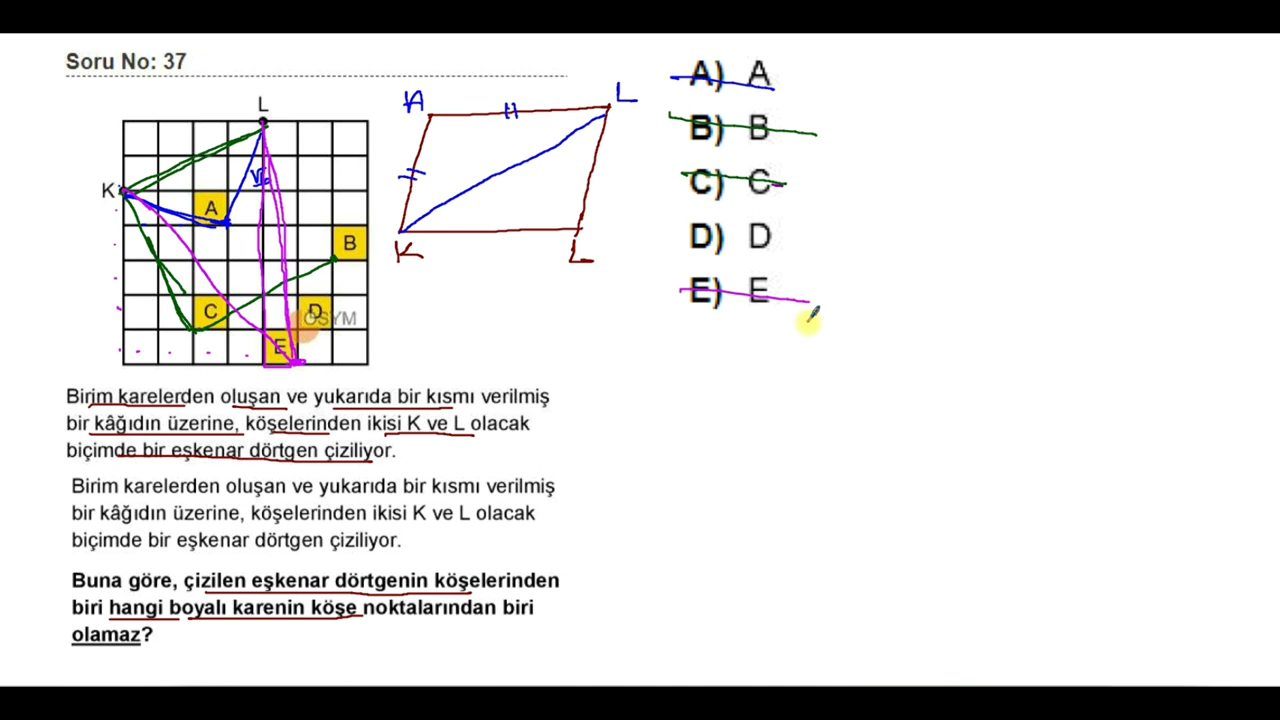 Soru No: 37
L
K
A
B
C
D
ÖSYM
E
A
L
K
L
A) A
B) B
C) C
D) D
E) E
Birim karelerden oluşan ve yukarıda bir kısmı verilmiş
bir kâğıdın üzerine, köşelerinden ikisi K ve L olacak
biçimde bir eşkenar dörtgen çiziliyor.
Birim karelerden oluşan ve yukarıda bir kısmı verilmiş
bir kâğıdın üzerine, köşelerinden ikisi K ve L olacak
biçimde bir eşkenar dörtgen çiziliyor.
Buna göre, çizilen eşkenar dörtgenin köşelerinden
biri hangi boyalı karenin köşe noktalarından biri
olamaz?